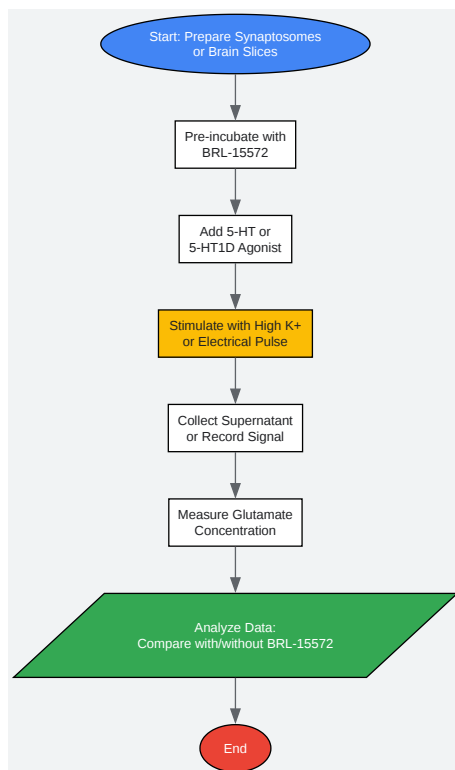 Start: Prepare Synaptosomes
or Brain Slices
Pre-incubate with
BRL-15572
Add 5-HT or
5-HT1D Agonist
Stimulate with High K+
or Electrical Pulse
Collect Supernatant
or Record Signal
Measure Glutamate
Concentration
Analyze Data:
Compare with/without BRL-15572
End